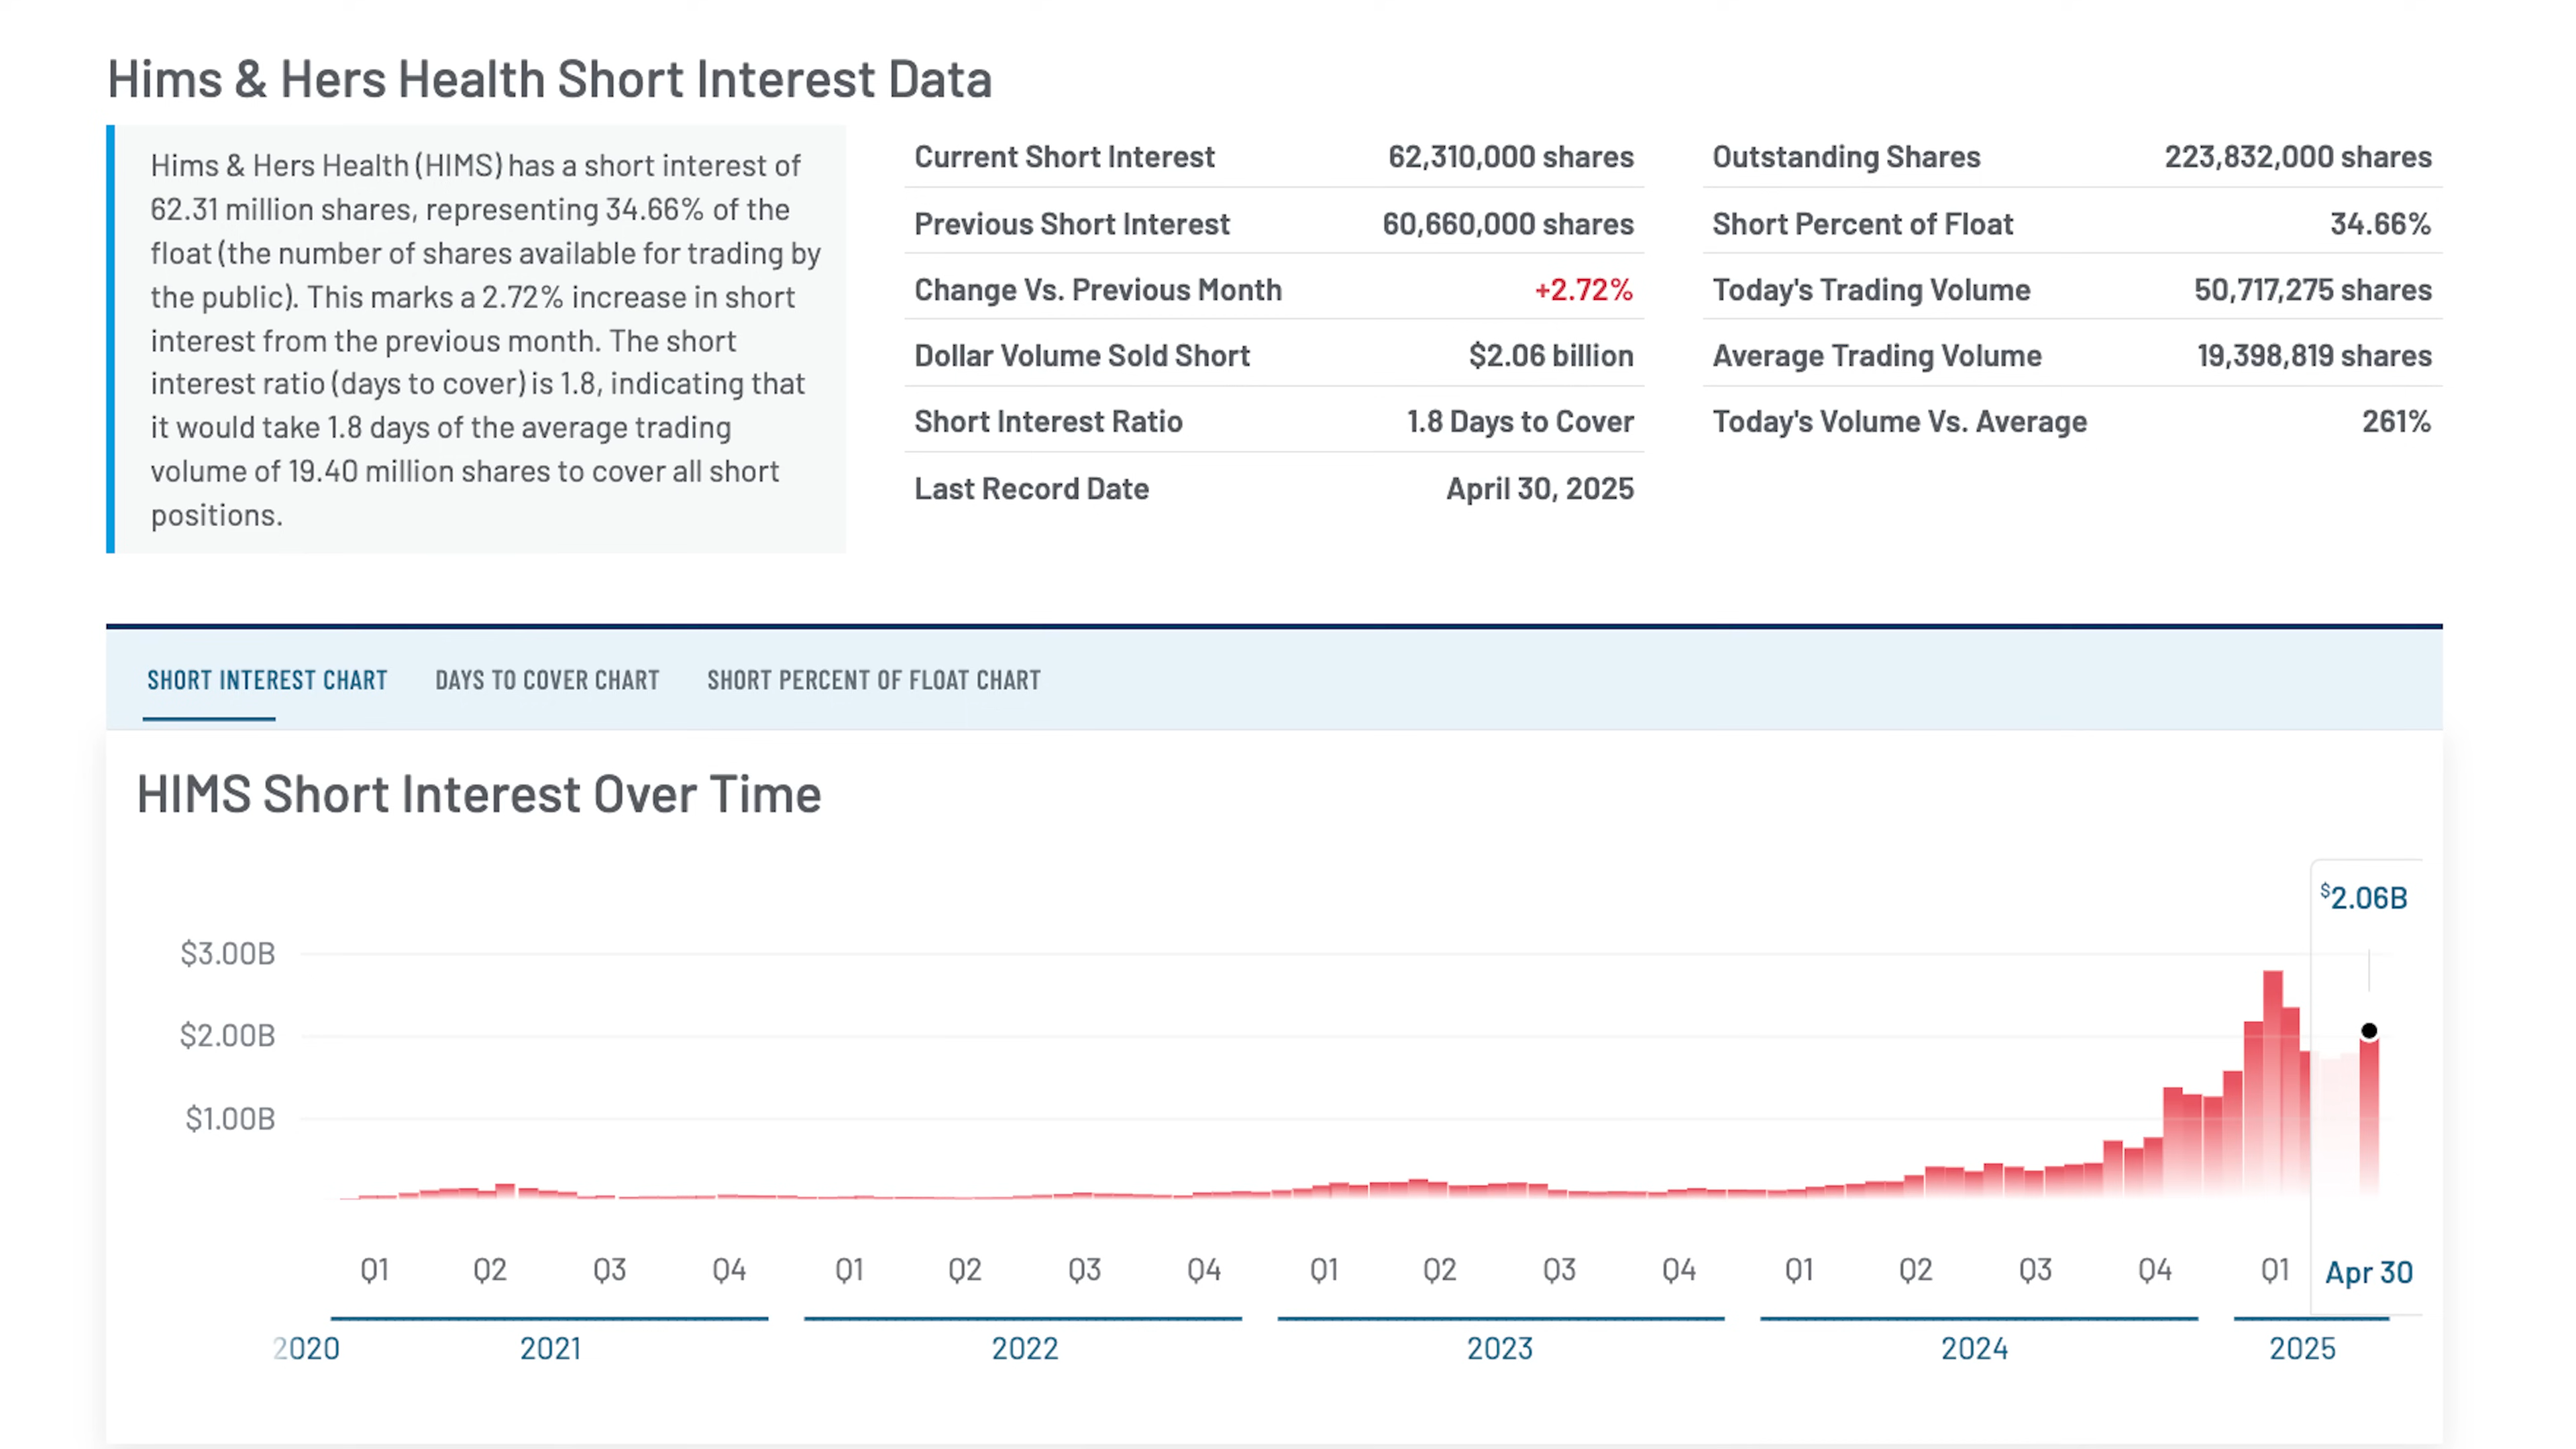 Hims & Hers Health Short Interest Data
Hims & Hers Health (HIMS) has a short interest of
62.31 million shares, representing 34.66% of the
float (the number of shares available for trading by
the public). This marks a 2.72% increase in short
interest from the previous month. The short
interest ratio (days to cover) is 1.8, indicating that
it would take 1.8 days of the average trading
volume of 19.40 million shares to cover all short
positions.
Current Short Interest 62,310,000 shares
Previous Short Interest 60,660,000 shares
Change Vs. Previous Month +2.72%
Dollar Volume Sold Short $2.06 billion
Short Interest Ratio 1.8 Days to Cover
Last Record Date April 30, 2025
Outstanding Shares 223,832,000 shares
Short Percent of Float 34.66%
Today's Trading Volume 50,717,275 shares
Average Trading Volume 19,398,819 shares
Today's Volume Vs. Average 261%
SHORT INTEREST CHART DAYS TO COVER CHART SHORT PERCENT OF FLOAT CHART
HIMS Short Interest Over Time
$2.06B
$3.00B
$2.00B
$1.00B
Q1 Q2 Q3 Q4 Q1 Q2 Q3 Q4 Q1 Q2 Q3 Q4 Q1 Q2 Q3 Q4 Q1 Apr 30
2020 2021 2022 2023 2024 2025